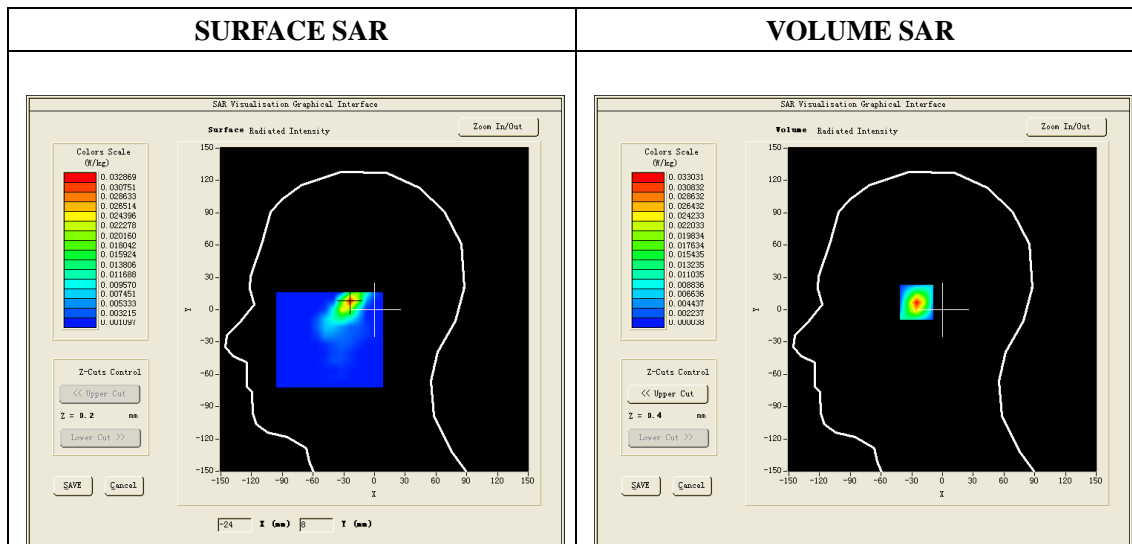 SURFACE SAR
VOLUME SAR
SAR Visualisation Graphical Interface
Surface Radiated Intensity
Zoom In/Out
Colors Scale
(W/kg)
0.032869
0.030751
0.028633
0.026514
0.024396
0.022278
0.020160
0.018042
0.015924
0.013806
0.011688
0.009570
0.007451
0.005333
0.003215
0.001097
150
120
90
60
30
0
-30
-60
-90
-120
-150
Y
-150 -120 -90 -60 -30 0 30 60 90 120 150
X
Z-Cuts Control
<< Upper Cut
Z = 0.2 mm
Lower Cut >>
SAVE Cancel
-24 X (mm) 8 Y (mm)
SAR Visualisation Graphical Interface
Volume Radiated Intensity
Zoom In/Out
Colors Scale
(W/kg)
0.033031
0.030832
0.028632
0.026432
0.024233
0.022033
0.019834
0.017634
0.015435
0.013235
0.011035
0.008836
0.006636
0.004437
0.002237
0.000038
150
120
90
60
30
0
-30
-60
-90
-120
-150
Y
-150 -120 -90 -60 -30 0 30 60 90 120 150
X
Z-Cuts Control
<< Upper Cut
Z = 0.4 mm
Lower Cut >>
SAVE Cancel